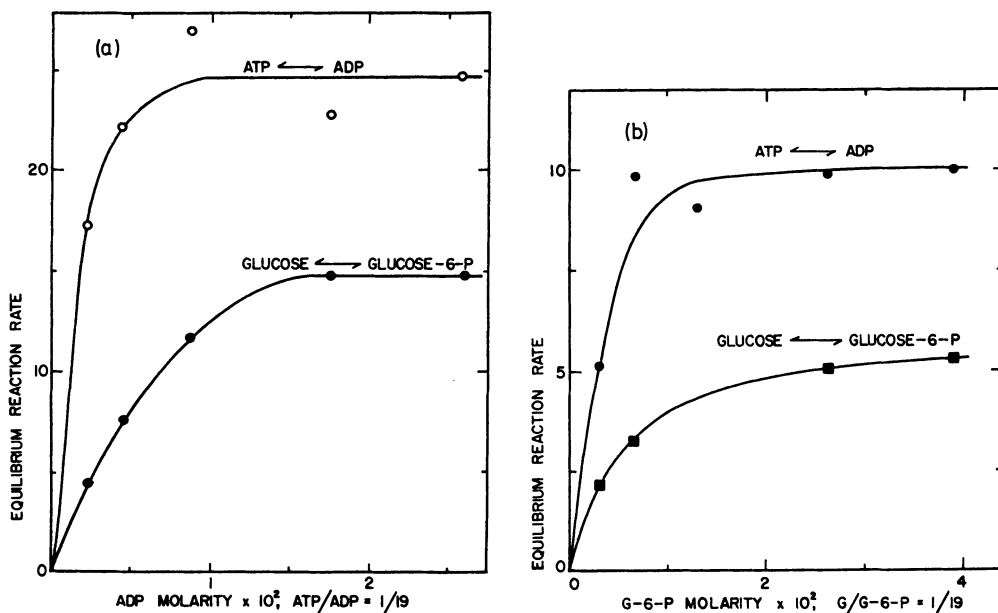 (a)
ATP ⟷ ADP
GLUCOSE ⟷ GLUCOSE-6-P
EQUILIBRIUM REACTION RATE
20
10
0
1
2
ADP MOLARITY × 10², ATP/ADP = 1/19
(b)
ATP ⟷ ADP
GLUCOSE ⟷ GLUCOSE-6-P
EQUILIBRIUM REACTION RATE
10
5
0
0
2
4
G-6-P MOLARITY × 10², G/G-6-P = 1/19